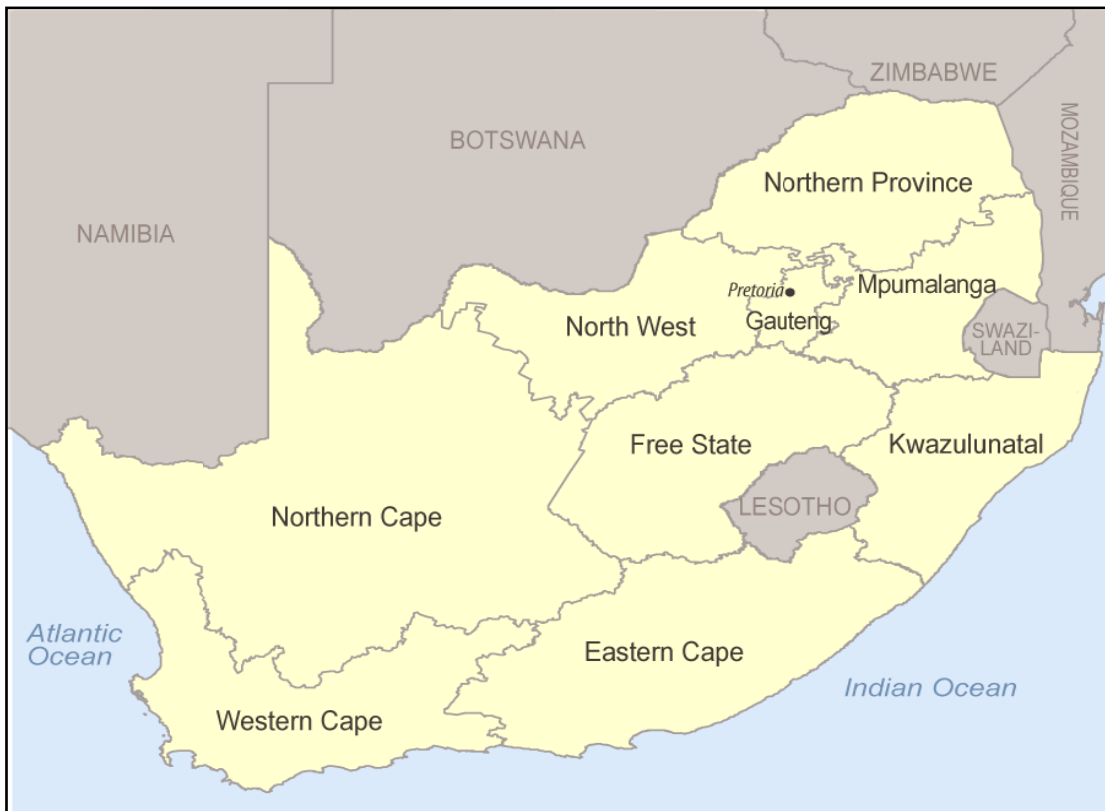 ZIMBABWE
MOZAMBIQUE
BOTSWANA
Northern Province
NAMIBIA
Mpumalanga
Pretoria
Gauteng
North West
SWAZI-
LAND
Free State
Kwazulunatal
LESOTHO
Northern Cape
Atlantic
Ocean
Eastern Cape
Indian Ocean
Western Cape